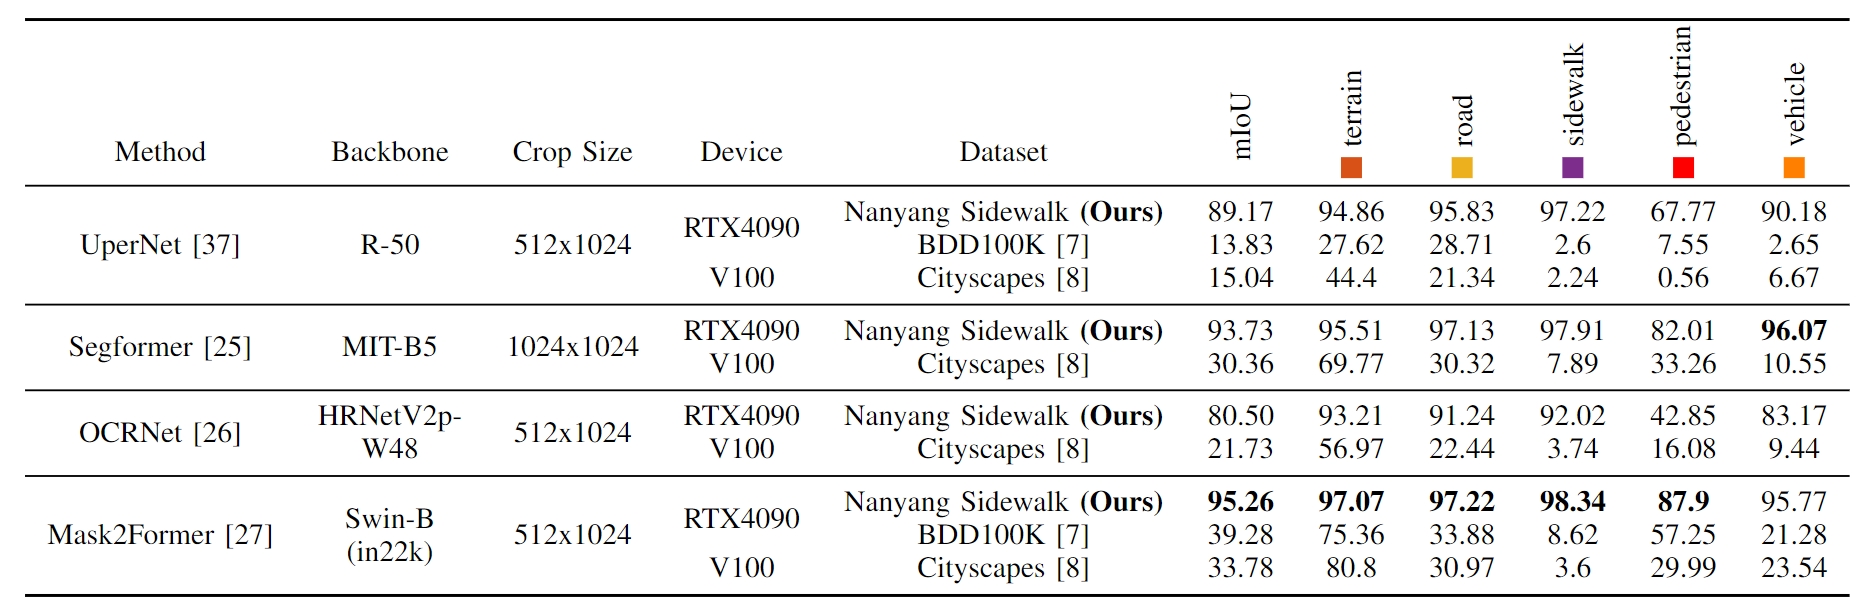 Method Backbone Crop Size Device Dataset mIoU terrain road sidewalk pedestrian vehicle
UperNet [37] R-50 512x1024 RTX4090 Nanyang Sidewalk (Ours) 89.17 94.86 95.83 97.22 67.77 90.18
BDD100K [7] 13.83 27.62 28.71 2.6 7.55 2.65
V100 Cityscapes [8] 15.04 44.4 21.34 2.24 0.56 6.67
Segformer [25] MIT-B5 1024x1024 RTX4090 Nanyang Sidewalk (Ours) 93.73 95.51 97.13 97.91 82.01 96.07
V100 Cityscapes [8] 30.36 69.77 30.32 7.89 33.26 10.55
OCRNet [26] HRNetV2p-W48 512x1024 RTX4090 Nanyang Sidewalk (Ours) 80.50 93.21 91.24 92.02 42.85 83.17
V100 Cityscapes [8] 21.73 56.97 22.44 3.74 16.08 9.44
Mask2Former [27] Swin-B (in22k) 512x1024 RTX4090 Nanyang Sidewalk (Ours) 95.26 97.07 97.22 98.34 87.9 95.77
BDD100K [7] 39.28 75.36 33.88 8.62 57.25 21.28
V100 Cityscapes [8] 33.78 80.8 30.97 3.6 29.99 23.54